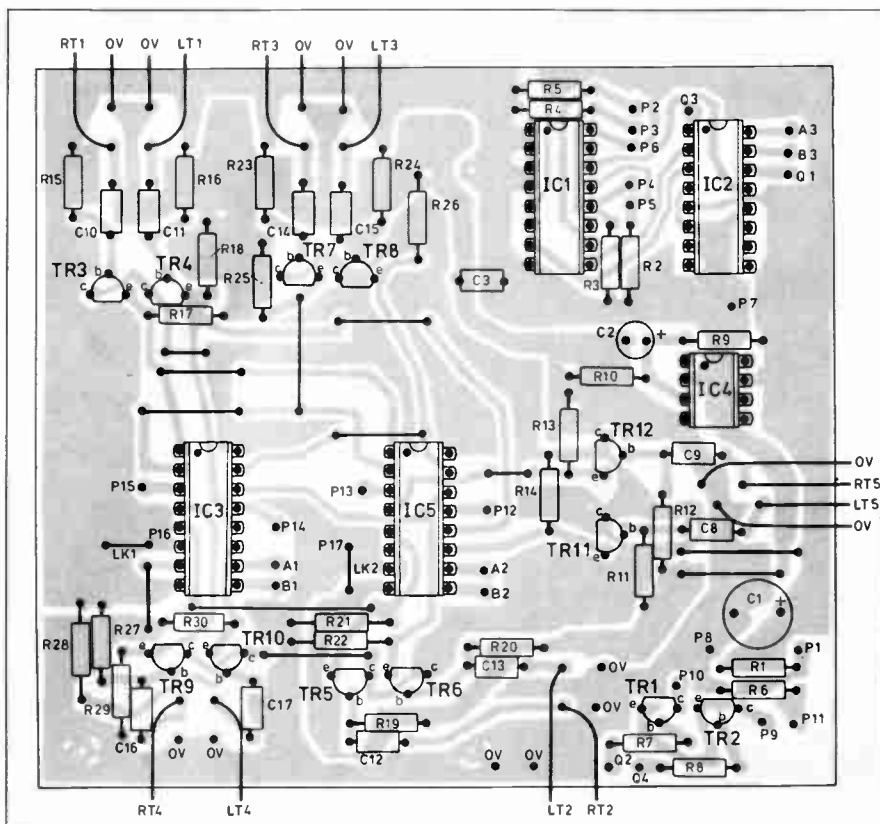 RT1 0V 0V LT1 RT3 0V 0V LT3
R5
R4 P2 Q3
P3 A3
P6 B3
R15 R16 R23 R24 IC1 IC2 Q1
P4
R26 P5
C10 C11 C14 C15
R18 TR7 TR8
TR3 TR4 R25 R3 R2
c b e c b e c b e c b e
C3
R17 P7
C2 +
R9
R10 IC4
R13 TR12
c b e
C9
0V
P15 IC3 P13 IC5 R14 RT5
P12 R12 LT5
P16 P14 P17 c C8 0V
LK1 b
e
TR11
A1 LK2 A2 R11
B1 B2
C1 +
R30 R21
R28 R27 TR10 R22 R20 P8 P1
e c e c C13 R1
b b 0V
TR9 e c e c P10 R6
R29 b b TR1
C17 TR5 TR6 0V e c e c
C16 R19 b b P11
TR2 P9
0V 0V C12 R7
0V 0V Q2 Q4 R8
RT4 LT4 LT2 RT2